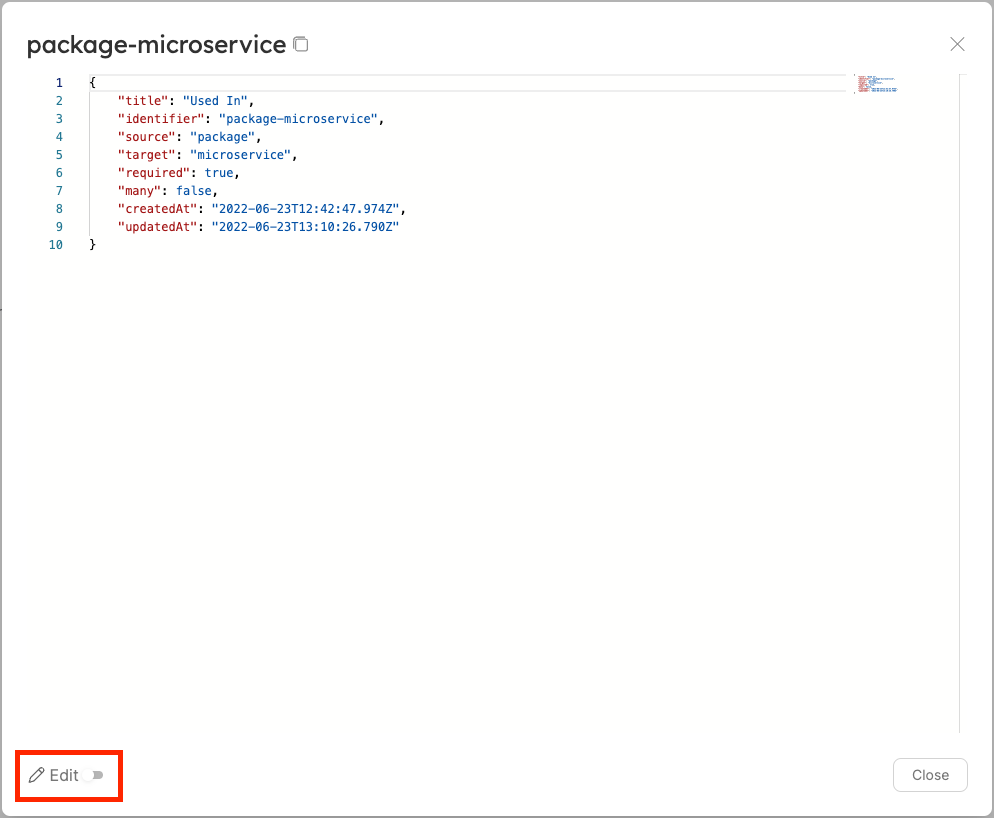 package-microservice
1 {
2 "title": "Used In",
3 "identifier": "package-microservice",
4 "source": "package",
5 "target": "microservice",
6 "required": true,
7 "many": false,
8 "createdAt": "2022-06-23T12:42:47.974Z",
9 "updatedAt": "2022-06-23T13:10:26.790Z"
10 }
Edit
Close